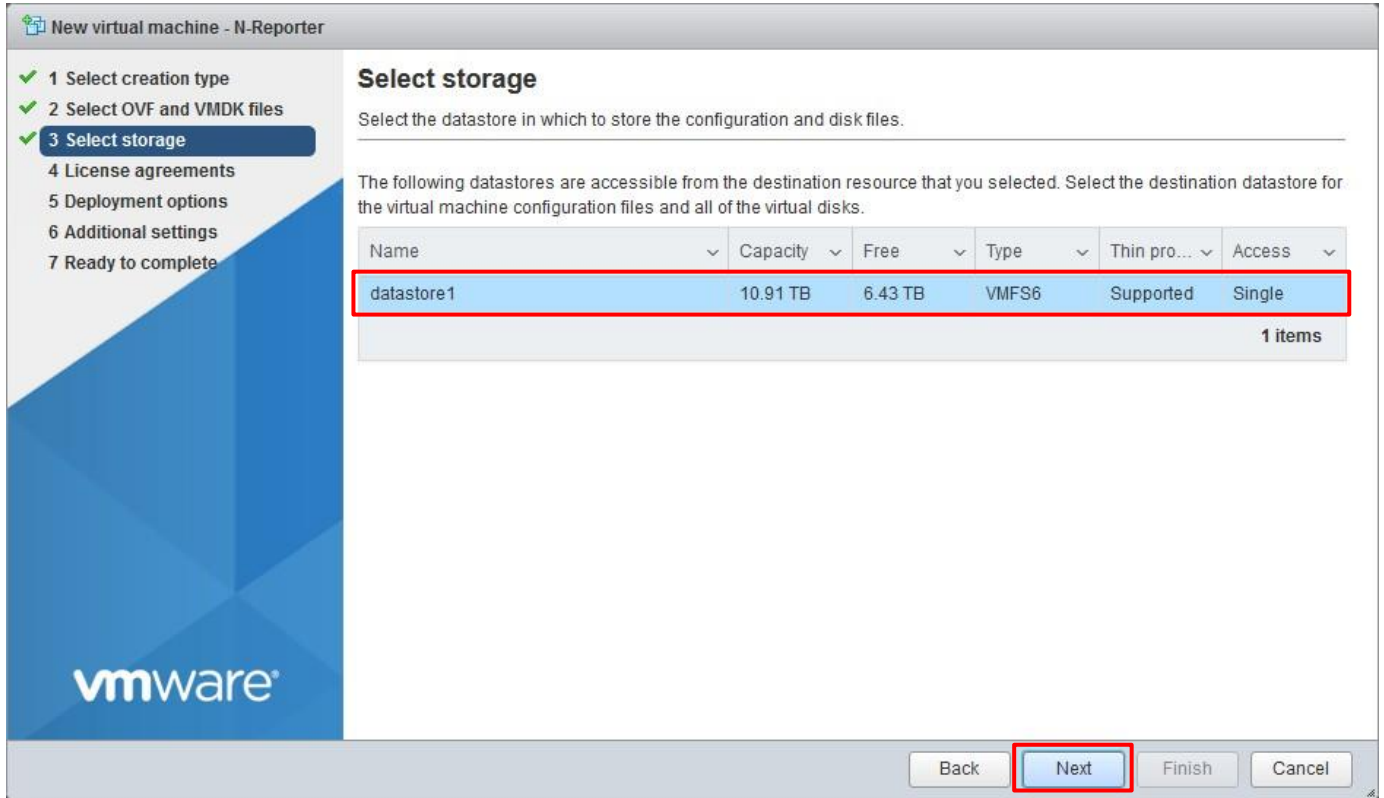 New virtual machine - N-Reporter
1 Select creation type
2 Select OVF and VMDK files
3 Select storage
4 License agreements
5 Deployment options
6 Additional settings
7 Ready to complete
vmware®
Select storage
Select the datastore in which to store the configuration and disk files.
The following datastores are accessible from the destination resource that you selected. Select the destination datastore for
the virtual machine configuration files and all of the virtual disks.
Name Capacity Free Type Thin pro... Access
datastore1 10.91 TB 6.43 TB VMFS6 Supported Single
1 items
Back Next Finish Cancel